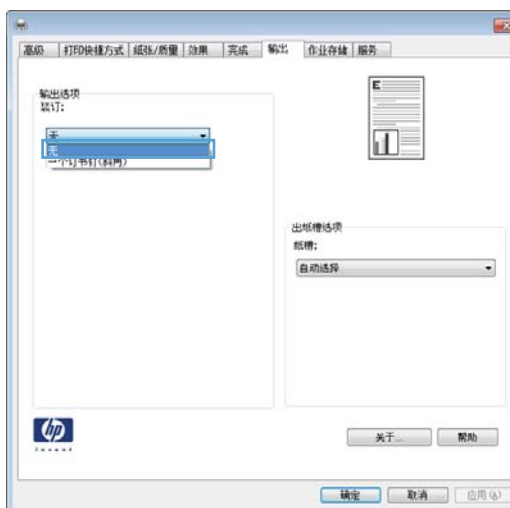 高级 打印快捷方式 纸张/质量 效果 完成 输出 作业存储 服务
输出选项
装订:
无
无
一个订书钉(斜角)
E
出纸槽选项
纸槽:
自动选择
hp
invent
关于... 帮助
确定 取消 应用(A)